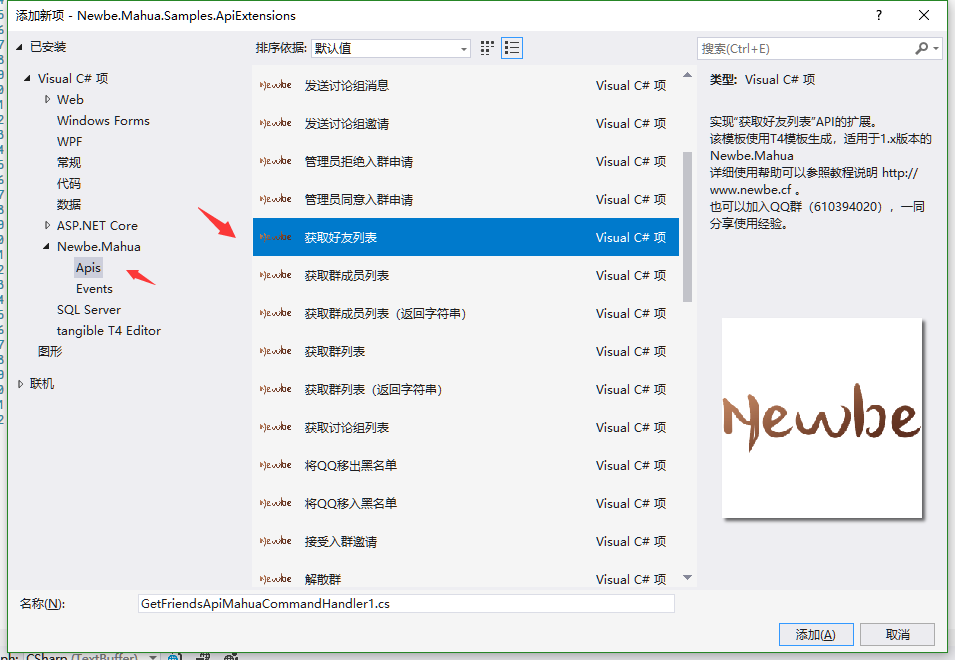 添加新项 - Newbe.Mahua.Samples.ApiExtensions
?
已安装
排序依据: 默认值
搜索(Ctrl+E)
Visual C# 项
Web
Windows Forms
WPF
常规
代码
数据
ASP.NET Core
Newbe.Mahua
Apis
Events
SQL Server
tangible T4 Editor
图形
联机
Newbe 发送讨论组消息 Visual C# 项
Newbe 发送讨论组邀请 Visual C# 项
Newbe 管理员拒绝入群申请 Visual C# 项
Newbe 管理员同意入群申请 Visual C# 项
Newbe 获取好友列表 Visual C# 项
Newbe 获取群成员列表 Visual C# 项
Newbe 获取群成员列表（返回字符串） Visual C# 项
Newbe 获取群列表 Visual C# 项
Newbe 获取群列表（返回字符串） Visual C# 项
Newbe 获取讨论组列表 Visual C# 项
Newbe 将QQ移出黑名单 Visual C# 项
Newbe 将QQ移入黑名单 Visual C# 项
Newbe 接受入群邀请 Visual C# 项
Newbe 解散群 Visual C# 项
类型: Visual C# 项
实现“获取好友列表”API的扩展。
该模板使用T4模板生成，适用于1.x版本的
Newbe.Mahua
详细使用帮助可以参照教程说明 http://
www.newbe.cf 。
也可以加入QQ群（610394020），一同
分享使用经验。
Newbe
名称(N): GetFriendsApiMahuaCommandHandler1.cs
添加(A) 取消
CSharp (TextBuffer)